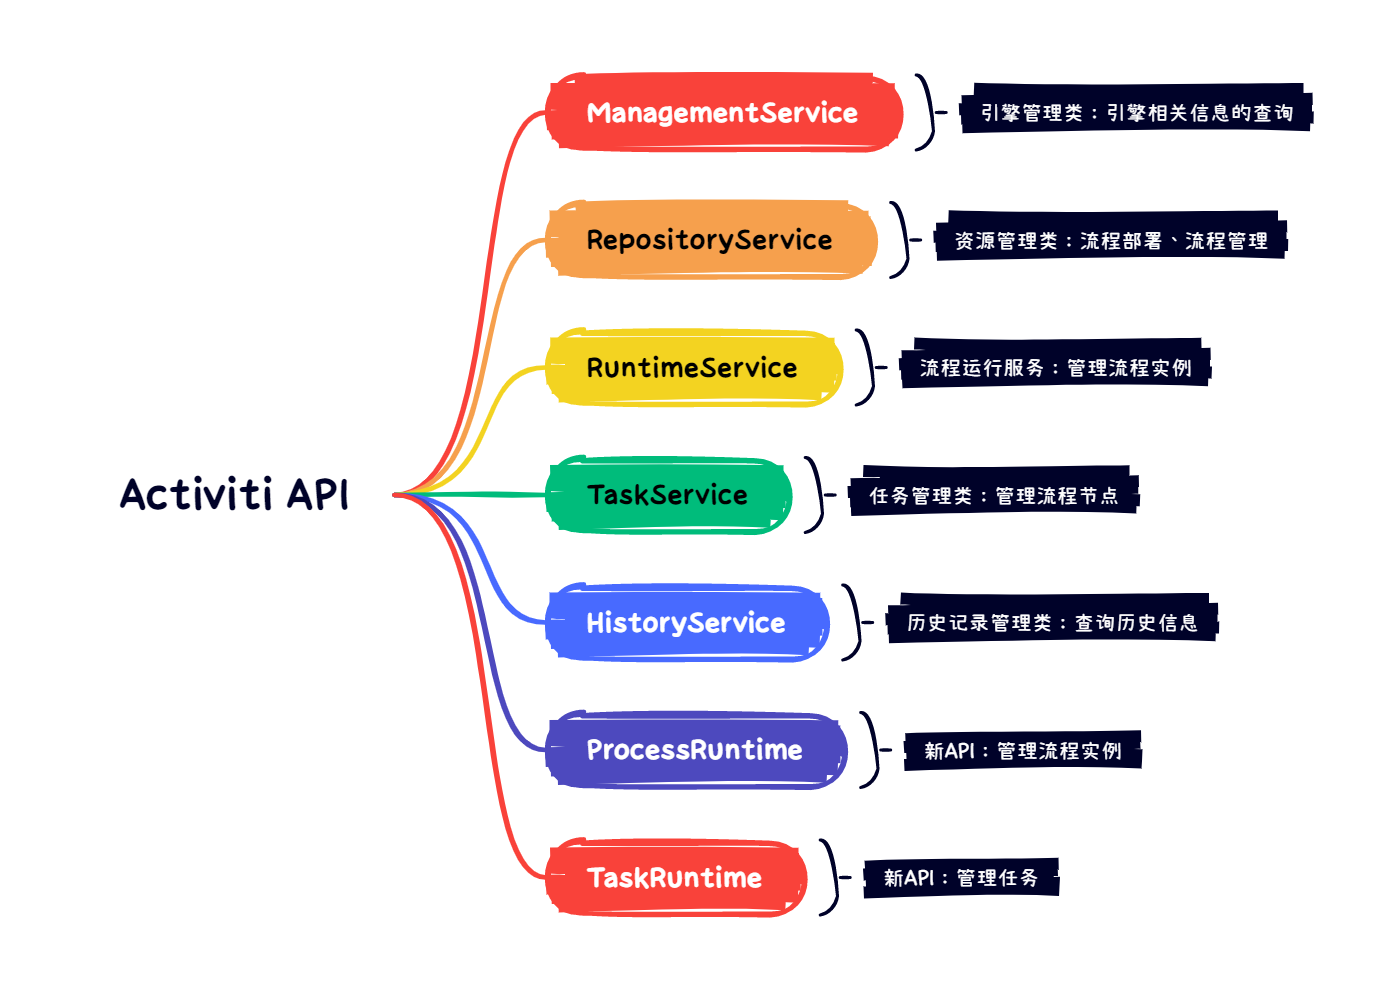 ManagementService
引擎管理类：引擎相关信息的查询
RepositoryService
资源管理类：流程部署、流程管理
RuntimeService
流程运行服务：管理流程实例
Activiti API
TaskService
任务管理类：管理流程节点
HistoryService
历史记录管理类：查询历史信息
ProcessRuntime
新API：管理流程实例
TaskRuntime
新API：管理任务